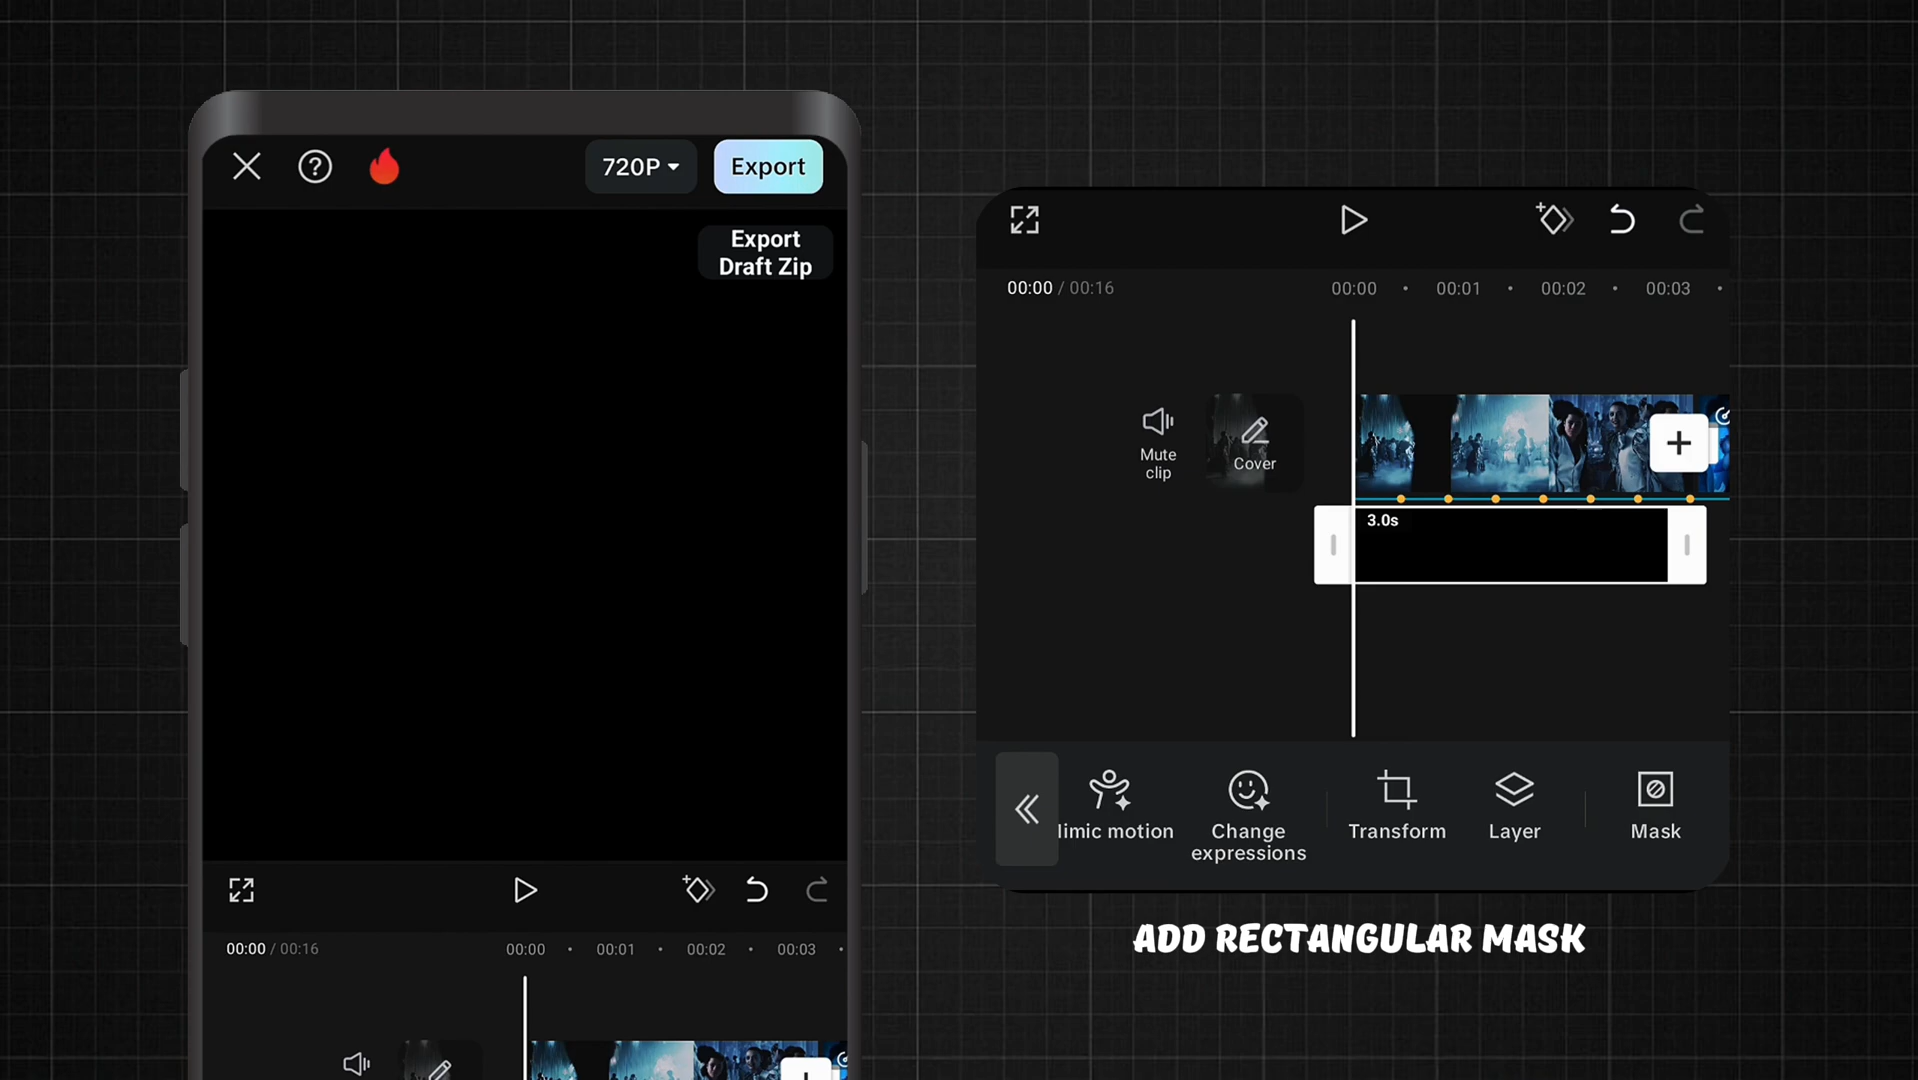 720P
Export
Export
Draft Zip
00:00 / 00:16
00:00
00:01
00:02
00:03
00:00 / 00:16
00:00
00:01
00:02
00:03
Mute
clip
Cover
3.0s
imic motion
Change
expressions
Transform
Layer
Mask
ADD RECTANGULAR MASK